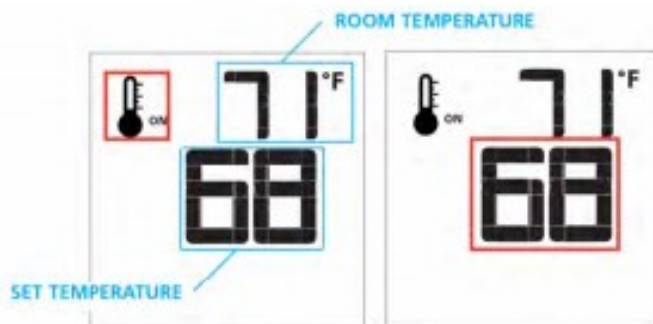 ROOM TEMPERATURE
71°F
ON
68
SET TEMPERATURE
71°F
ON
68